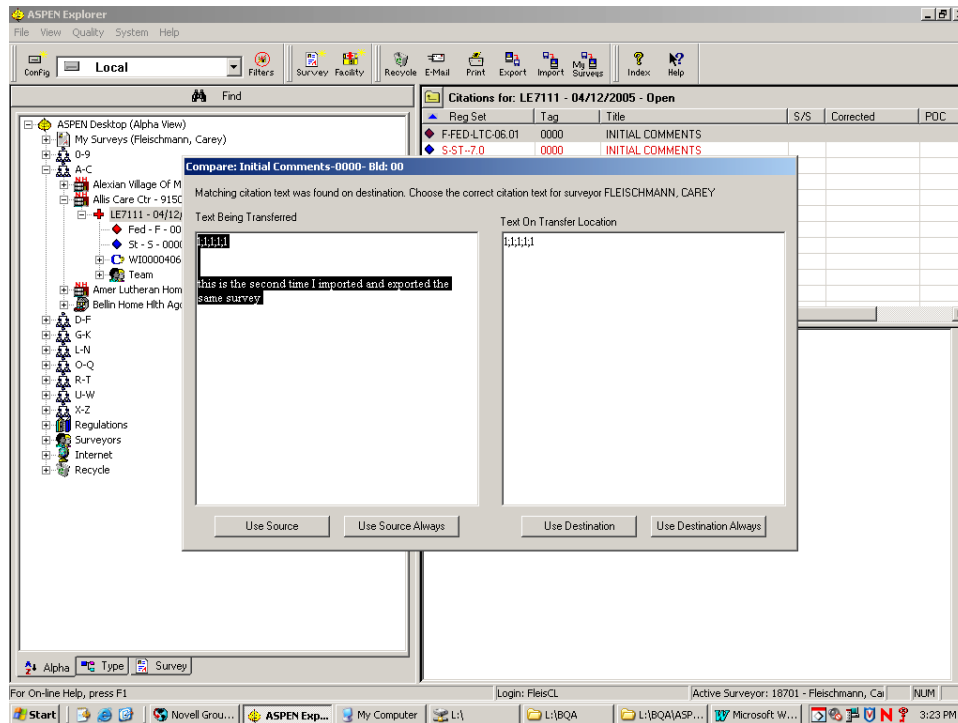 ASPEN Explorer
File View Quality System Help
Config Local Filters Survey Facility Recycle E-Mail Print Export Import My Surveys Index Help
Find
Citations for: LE7111 - 04/12/2005 - Open
Reg Set Tag Title S/S Corrected POC
F-FED-LTC-06.01 0000 INITIAL COMMENTS
S-ST--7.0 0000 INITIAL COMMENTS
ASPEN Desktop (Alpha View)
My Surveys (Fleischmann, Carey)
0-9
A-C
Alexian Village Of M
Allis Care Ctr - 915C
LE7111 - 04/12/
Fed - F - 00
St - S - 000
WI0000406
Team
Amer Lutheran Hom
Bellin Home Hlth Ag
D-F
G-K
L-N
O-Q
R-T
U-W
X-Z
Regulations
Surveyors
Internet
Recycle
Compare: Initial Comments-0000- Bld: 00
Matching citation text was found on destination. Choose the correct citation text for surveyor FLEISCHMANN, CAREY
Text Being Transferred
Text On Transfer Location
1;1;1;1;1
this is the second time I imported and exported the
same survey
1;1;1;1;1
Use Source Use Source Always Use Destination Use Destination Always
Alpha Type Survey
For On-line Help, press F1 Login: FleisCL Active Surveyor: 18701 - Fleischmann, Car NUM
Start Novell Grou... ASPEN Exp... My Computer L:\ L:\BQA L:\BQA\ASP... Microsoft W... 3:23 PM